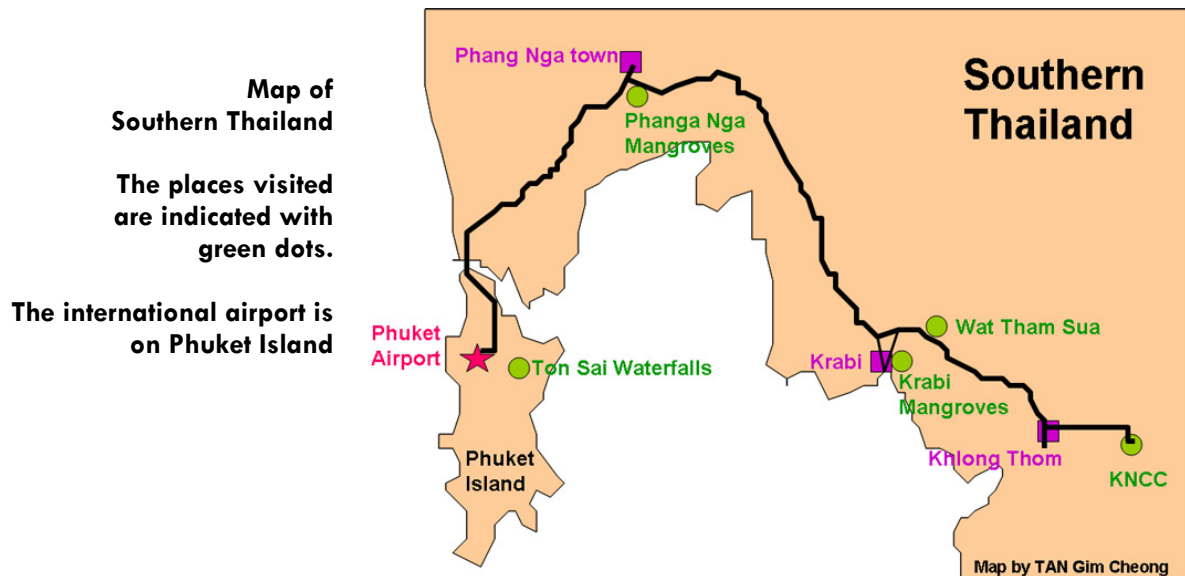 Map of
Southern Thailand
The places visited
are indicated with
green dots.
The international airport is
on Phuket Island
Southern
Thailand
Phang Nga town
Phanga Nga
Mangroves
Phuket
Airport
Ton Sai Waterfalls
Wat Tham Sua
Krabi
Krabi
Mangroves
Phuket
Island
Khlong Thom
KNCC
Map by TAN Gim Cheong